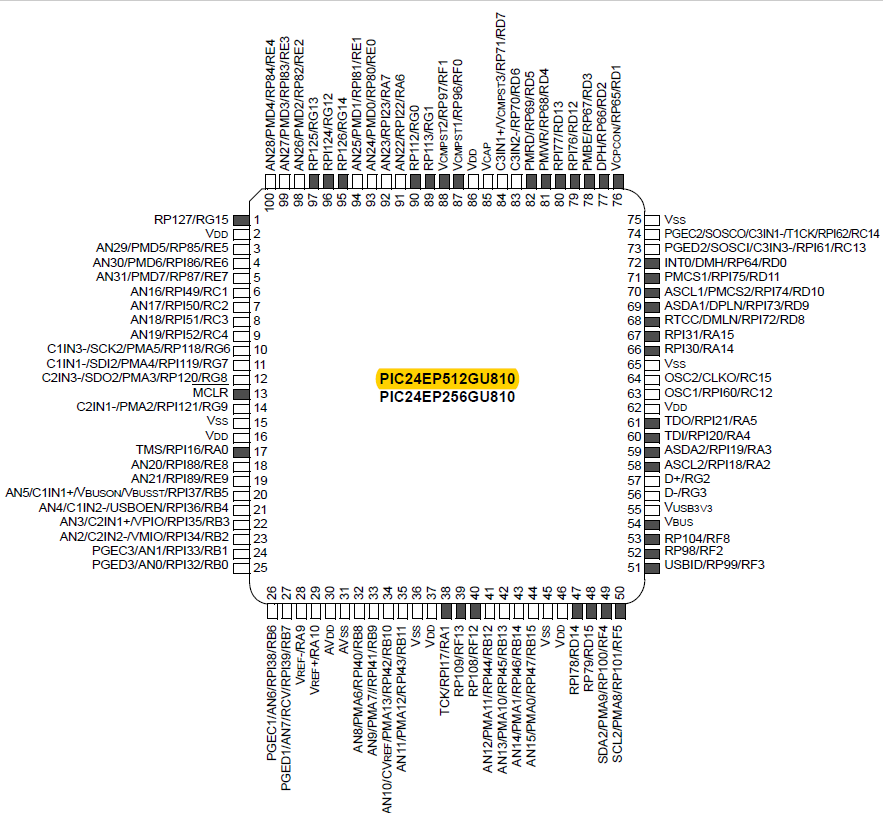 AN28/PMD4/RP84/RE4
AN27/PMD3/RPI83/RE3
AN26/PMD2/RP82/RE2
RP125/RG13
RPI124/RG12
RP126/RG14
AN25/PMD1/RPI81/RE1
AN24/PMD0/RP80/RE0
AN23/RPI23/RA7
AN22/RPI22/RA6
RP112/RG0
RP113/RG1
VCMPST2/RP97/RF1
VCMPST1/RP96/RF0
VDD
VCAP
C3IN1+/VCMPST3/RP71/RD7
C3IN2-/RP70/RD6
PMRD/RP69/RD5
PMWR/RP68/RD4
RPI77/RD13
RPI76/RD12
PMBE/RP67/RD3
DPH/RP66/RD2
VCPCON/RP65/RD1
100
99
98
97
96
95
94
93
92
91
90
89
88
87
86
85
84
83
82
81
80
79
78
77
76
RP127/RG15 1
VDD 2
AN29/PMD5/RP85/RE5 3
AN30/PMD6/RPI86/RE6 4
AN31/PMD7/RP87/RE7 5
AN16/RPI49/RC1 6
AN17/RPI50/RC2 7
AN18/RPI51/RC3 8
AN19/RPI52/RC4 9
C1IN3-/SCK2/PMA5/RP118/RG6 10
C1IN1-/SDI2/PMA4/RPI119/RG7 11
C2IN3-/SDO2/PMA3/RP120/RG8 12
MCLR 13
C2IN1-/PMA2/RPI121/RG9 14
VSS 15
VDD 16
TMS/RPI16/RA0 17
AN20/RPI88/RE8 18
AN21/RPI89/RE9 19
AN5/C1IN1+/VBUSON/VBUSST/RPI37/RB5 20
AN4/C1IN2-/USBOEN/RPI36/RB4 21
AN3/C2IN1+/VPIO/RPI35/RB3 22
AN2/C2IN2-/VMIO/RPI34/RB2 23
PGEC3/AN1/RPI33/RB1 24
PGED3/AN0/RPI32/RB0 25
PIC24EP512GU810
PIC24EP256GU810
75 VSS
74 PGEC2/SOSCO/C3IN1-/T1CK/RPI62/RC14
73 PGED2/SOSCI/C3IN3-/RPI61/RC13
72 INT0/DMH/RP64/RD0
71 PMCS1/RPI75/RD11
70 ASCL1/PMCS2/RPI74/RD10
69 ASDA1/DPLN/RPI73/RD9
68 RTCC/DMLN/RPI72/RD8
67 RPI31/RA15
66 RPI30/RA14
65 VSS
64 OSC2/CLKO/RC15
63 OSC1/RPI60/RC12
62 VDD
61 TDO/RPI21/RA5
60 TDI/RPI20/RA4
59 ASDA2/RPI19/RA3
58 ASCL2/RPI18/RA2
57 D+/RG2
56 D-/RG3
55 VUSB3V3
54 VBUS
53 RP104/RF8
52 RP98/RF2
51 USBID/RP99/RF3
26
27
28
29
30
31
32
33
34
35
36
37
38
39
40
41
42
43
44
45
46
47
48
49
50
PGEC1/AN6/RPI38/RB6
PGED1/AN7/RCV/RPI39/RB7
VREF-/RA9
VREF+/RA10
AVDD
AVSS
AN8/PMA6/RPI40/RB8
AN9/PMA7//RPI41/RB9
AN10/CVREF/PMA13/RPI42/RB10
AN11/PMA12/RPI43/RB11
VSS
VDD
TCK/RPI17/RA1
RP109/RF13
RP108/RF12
AN12/PMA11/RPI44/RB12
AN13/PMA10/RPI45/RB13
AN14/PMA1/RPI46/RB14
AN15/PMA0/RPI47/RB15
VSS
VDD
RPI78/RD14
RP79/RD15
SDA2/PMA9/RP100/RF4
SCL2/PMA8/RP101/RF5